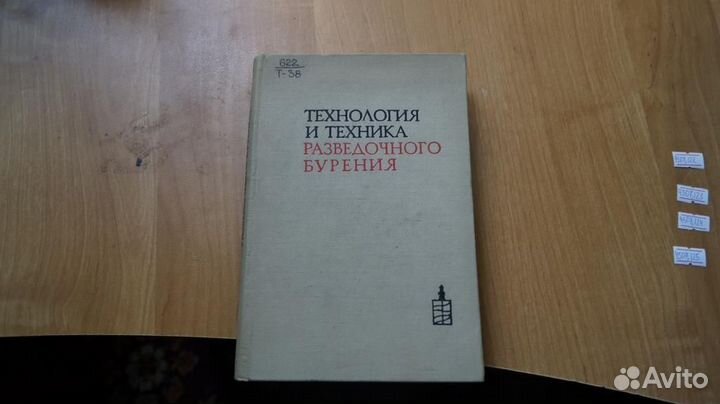 622
Т-38
ТЕХНОЛОГИЯ
И ТЕХНИКА
РАЗВЕДОЧНОГО
БУРЕНИЯ
Avito